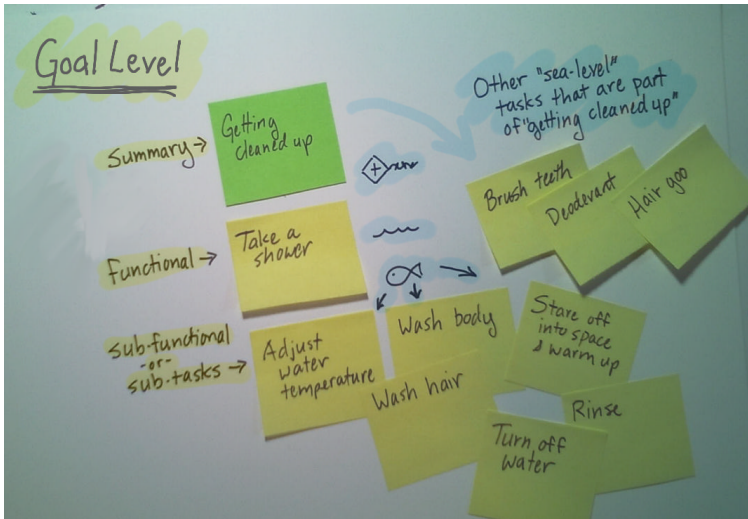 Goal Level
Summary→
Getting
cleaned up
Other "sea-level"
tasks that are part
of "getting cleaned up"
Brush teeth
Deodevant
Hair goo
Functional→
Take a
shower
sub-functional
-or-
sub-tasks→
Adjust
water
temperature
Wash body
Wash hair
Stare off
into space
& warm up
Rinse
Turn off
water